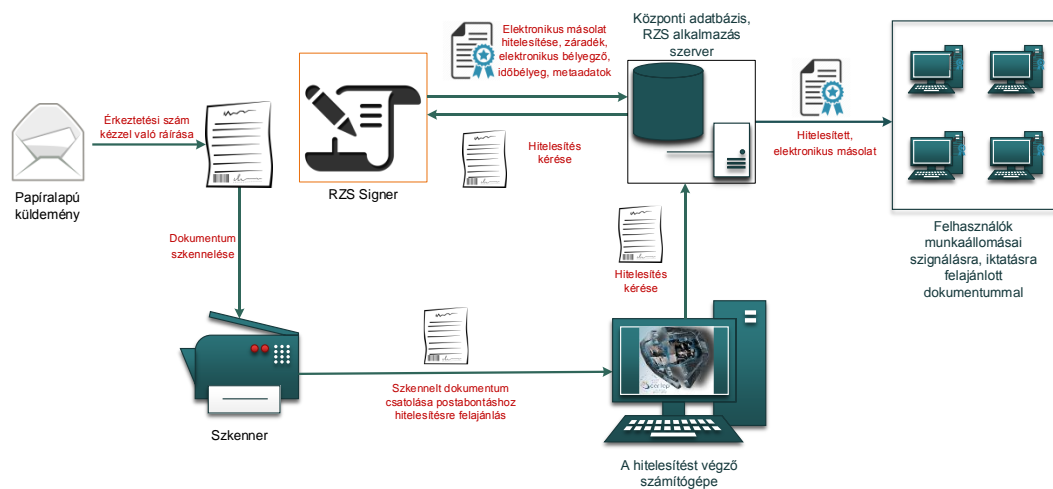 Központi adatbázis,
RZS alkalmazás
szerver
Elektronikus másolat
hitelesítése, záradék,
elektronikus bélyegző,
időbélyeg, metaadatok
Érkeztetési szám
kézzel való ráírása
Hitelesítés
kérése
Hitelesített,
elektronikus másolat
Papíralapú
küldemény
RZS Signer
Felhasználók
munkaállomásai
szignálásra, iktatásra
felajánlott
dokumentummal
Dokumentum
szkennelése
Hitelesítés
kérése
Szkennelt dokumentum
csatolása postabontáshoz
hitelesítésre felajánlás
Szkenner
A hitelesítést végző
számítógépe